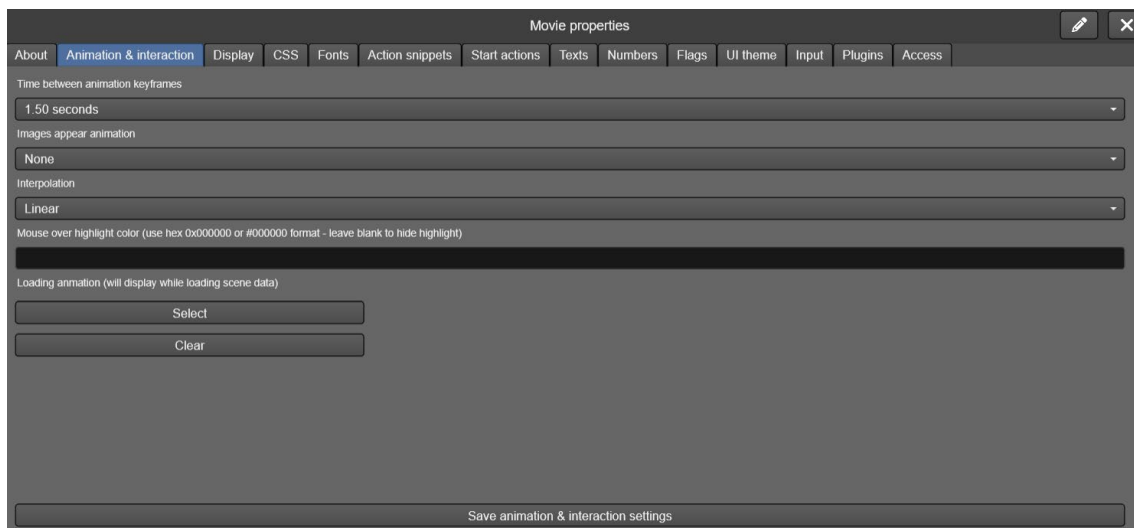 Movie properties
About Animation & interaction Display CSS Fonts Action snippets Start actions Texts Numbers Flags UI theme Input Plugins Access
Time between animation keyframes
1.50 seconds
Images appear animation
None
Interpolation
Linear
Mouse over highlight color (use hex 0x000000 or #000000 format - leave blank to hide highlight)
Loading anmation (will display while loading scene data)
Select
Clear
Save animation & interaction settings